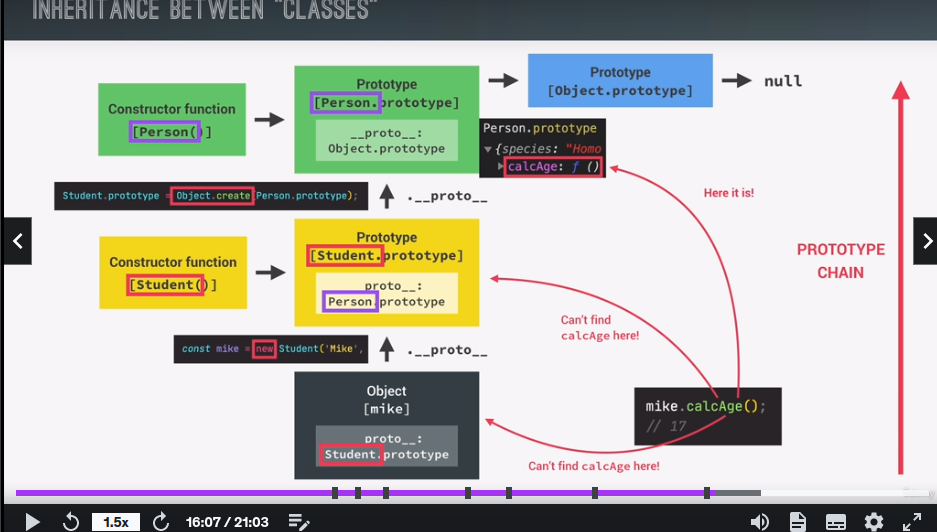 INHERITANCE BETWEEN "CLASSES"
Constructor function
[Person()]
Prototype
[Person.prototype]
__proto__:
Object.prototype
Prototype
[Object.prototype]
null
Person.prototype
{species: "Homo
calcAge: ƒ ()
Student.prototype = Object.create(Person.prototype);
.__proto__
Here it is!
PROTOTYPE
CHAIN
Constructor function
[Student()]
Prototype
[Student.prototype]
__proto__:
Person.prototype
Can't find
calcAge here!
const mike = new Student('Mike',
.__proto__
Object
[mike]
__proto__:
Student.prototype
mike.calcAge();
// 17
Can't find calcAge here!
1.5x
16:07 / 21:03